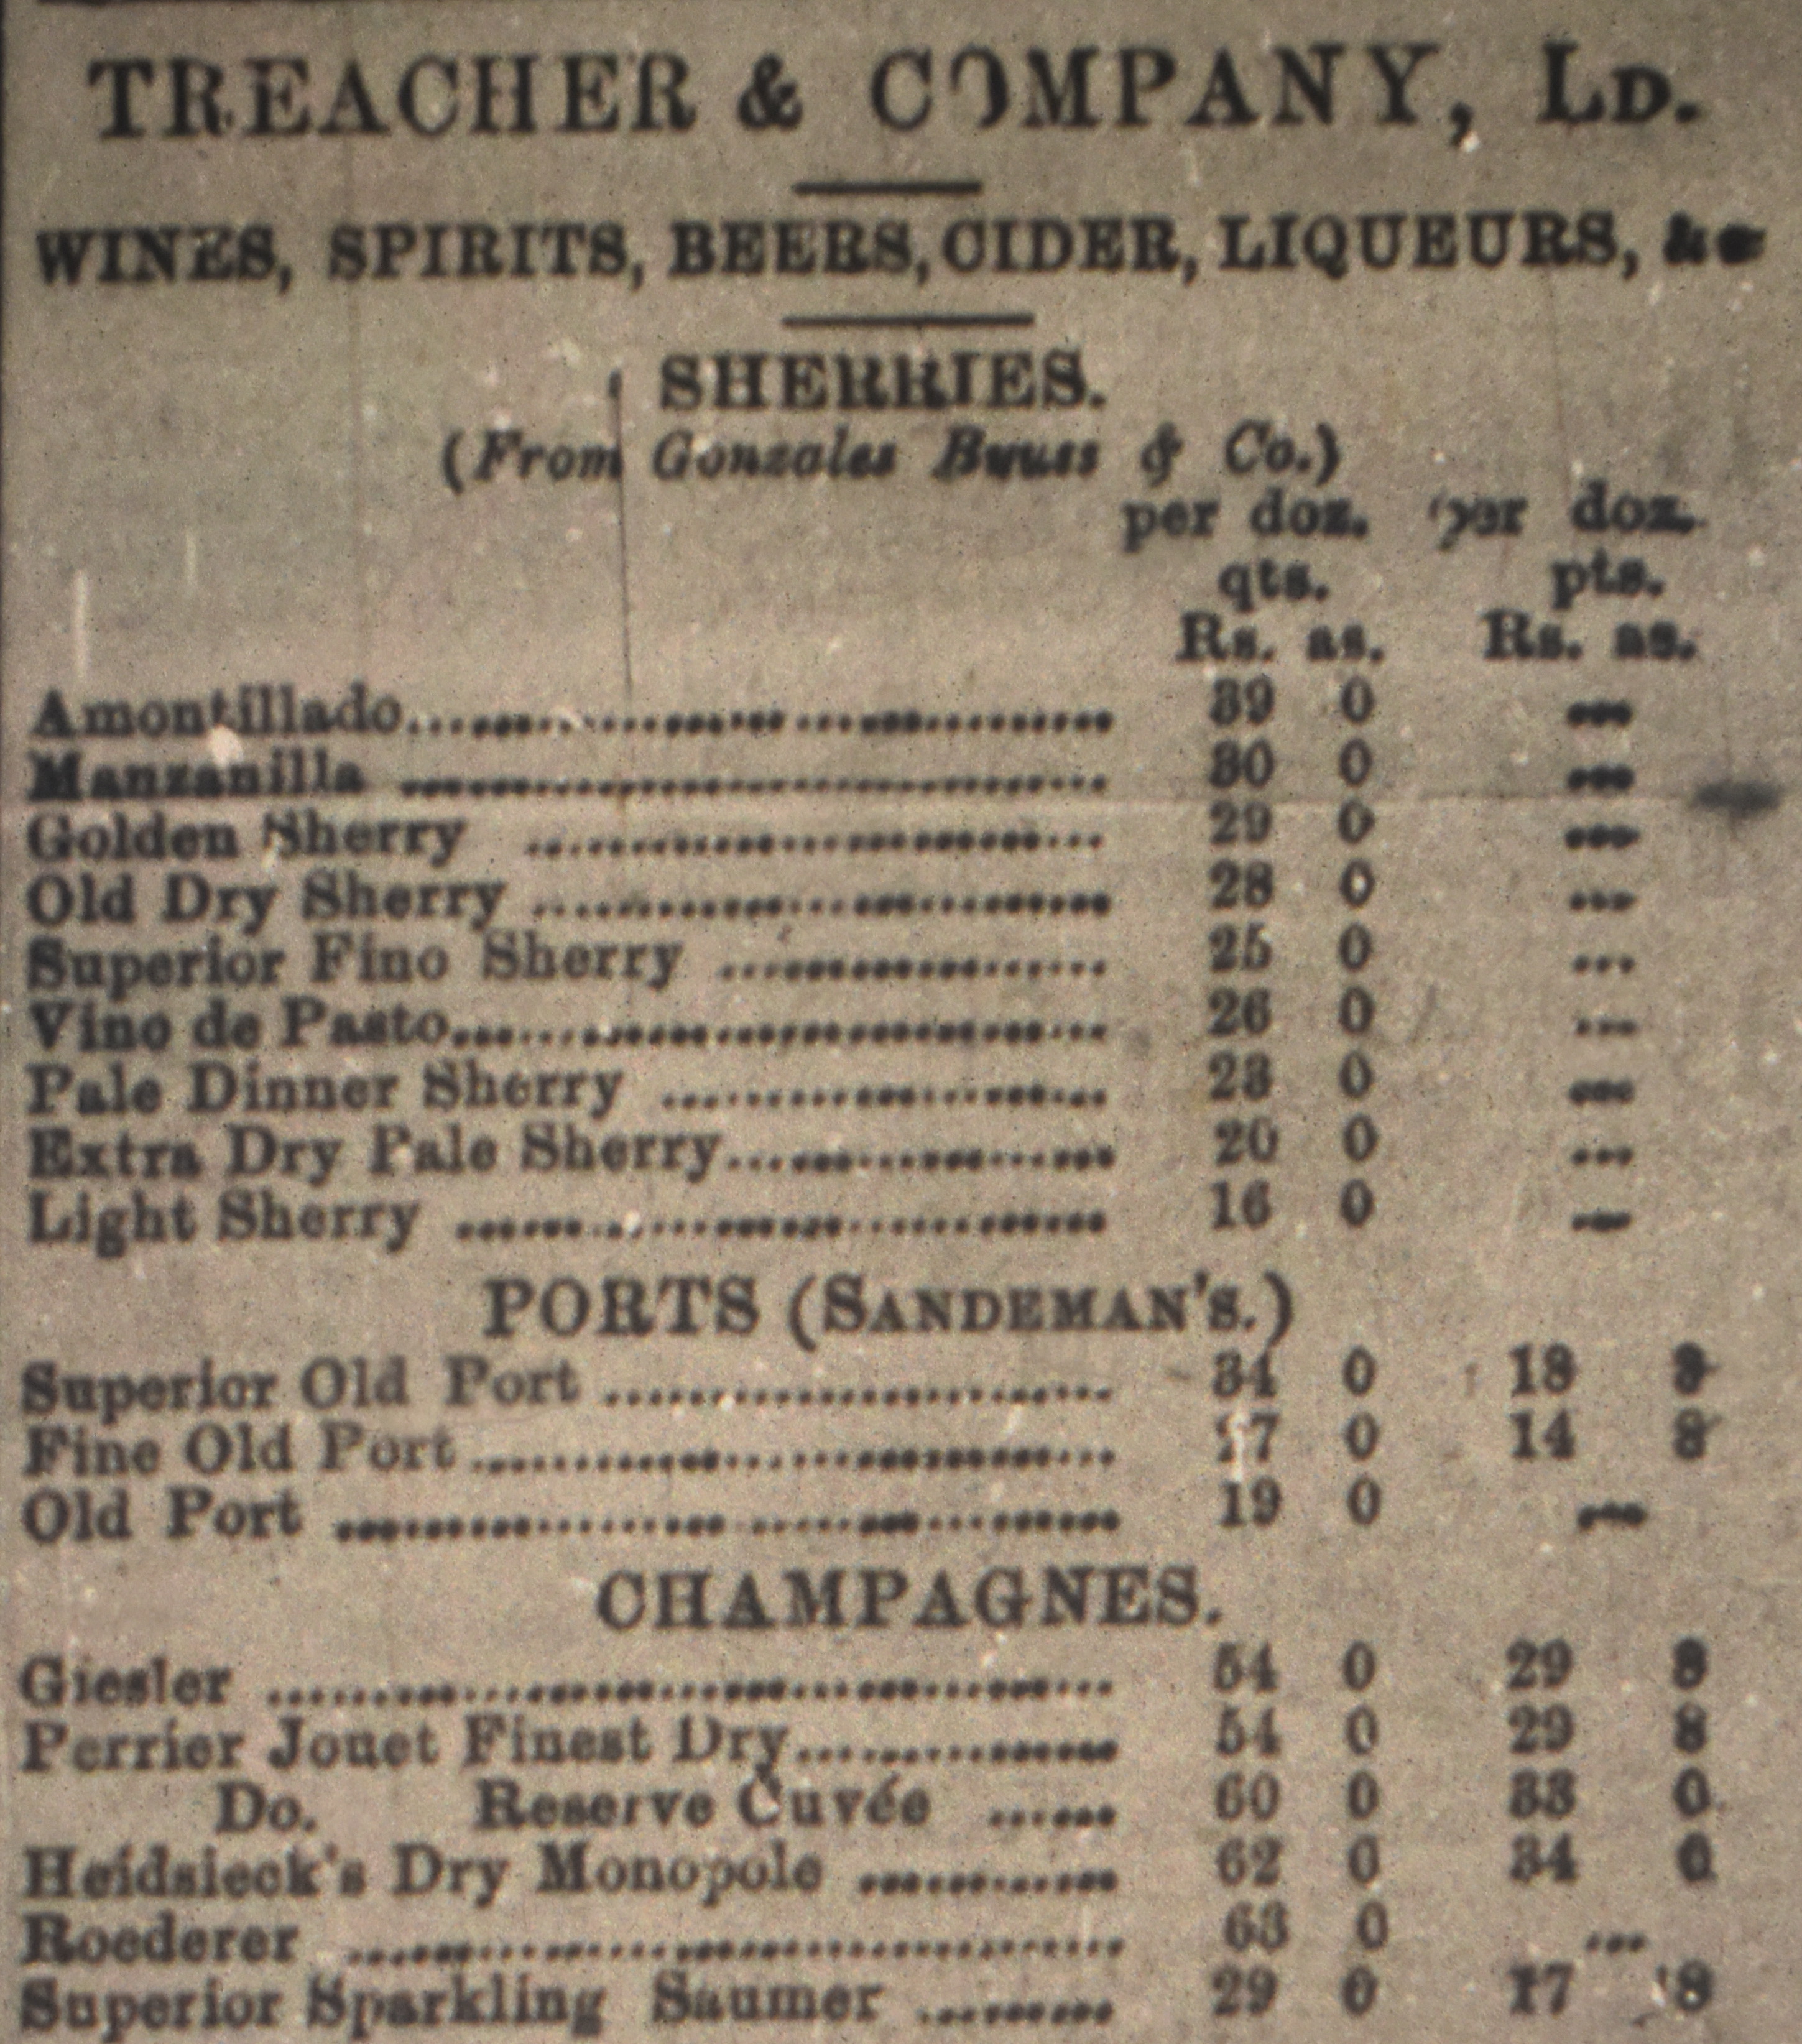 TREACHER & COMPANY, LD.
WINES, SPIRITS, BEERS, CIDER, LIQUEURS, &c
SHERRIES.
(From Gonzales & Co.)
per doz. per doz.
qts. pts.
Rs. as. Rs. as.
Amontillado.............................. 39 0 ...
Manzanilla .............................. 30 0 ...
Golden Sherry .............................. 29 0 ...
Old Dry Sherry .............................. 28 0 ...
Superior Fino Sherry .............................. 25 0 ...
Vino de Pasto.............................. 26 0 ...
Pale Dinner Sherry .............................. 23 0 ...
Extra Dry Pale Sherry.............................. 20 0 ...
Light Sherry .............................. 16 0 ...
PORTS (SANDEMAN'S.)
Superior Old Port .............................. 34 0 18 8
Fine Old Port .............................. 0 14 8
Old Port .............................. 19 0 ...
CHAMPAGNES.
Giesler .............................. 54 0 29 8
Perrier Jouet Finest Dry.................... 54 0 29 8
Do. Reserve Cuvée ...... 60 0 33 0
Heidsieck's Dry Monopole ............... 62 0 34 0
Roederer .............................. 63 0 ...
Superior Sparkling Saumer ........... 29 0 17 8